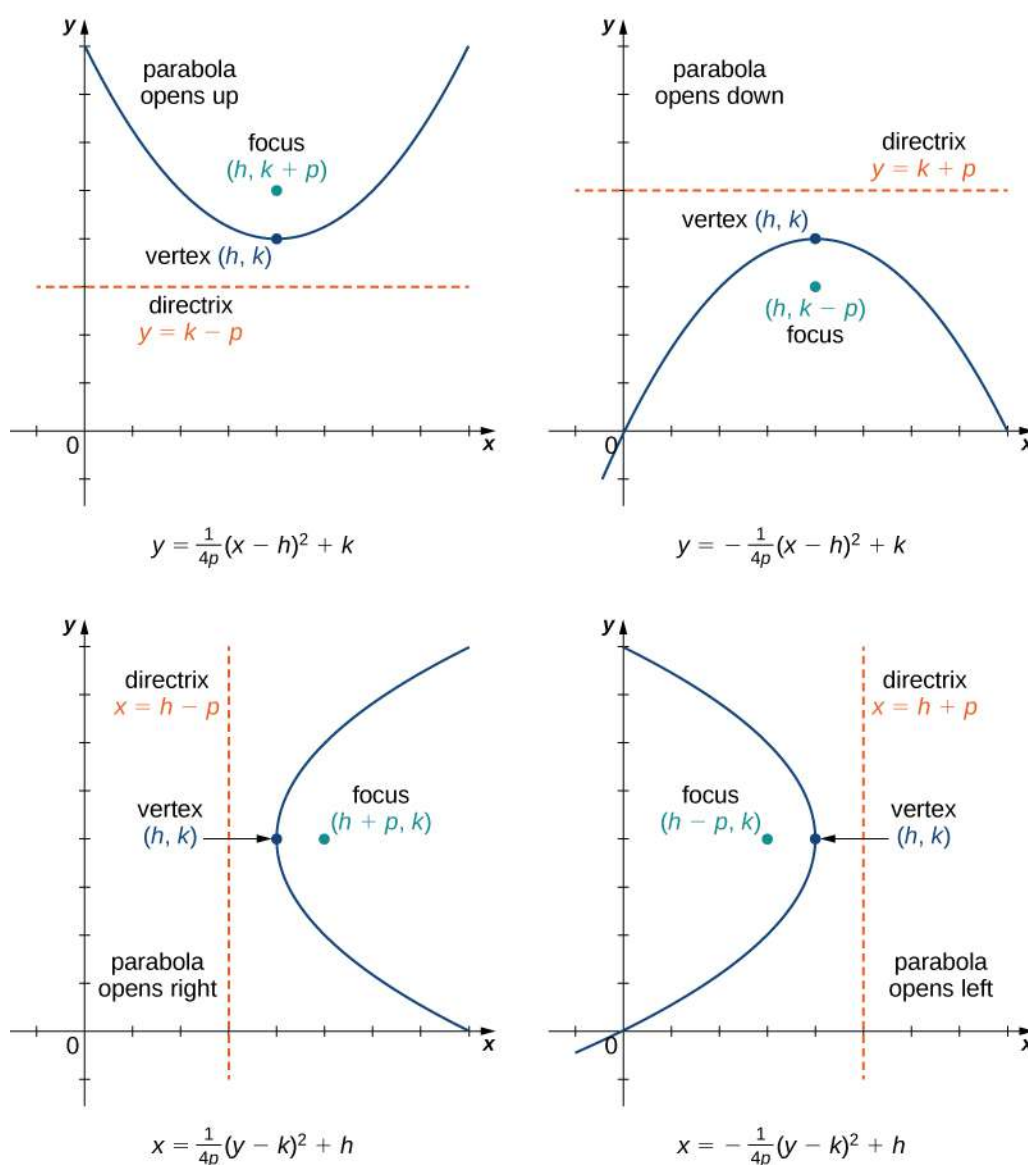 y
parabola
opens up
focus
(h, k + p)
vertex (h, k)
directrix
y = k − p
0
x
y = 1/4p (x − h)² + k
y
parabola
opens down
directrix
y = k + p
vertex (h, k)
(h, k − p)
focus
0
x
y = − 1/4p (x − h)² + k
y
directrix
x = h − p
vertex
(h, k)
focus
(h + p, k)
parabola
opens right
0
x
x = 1/4p (y − k)² + h
y
directrix
x = h + p
focus
(h − p, k)
vertex
(h, k)
parabola
opens left
0
x
x = − 1/4p (y − k)² + h